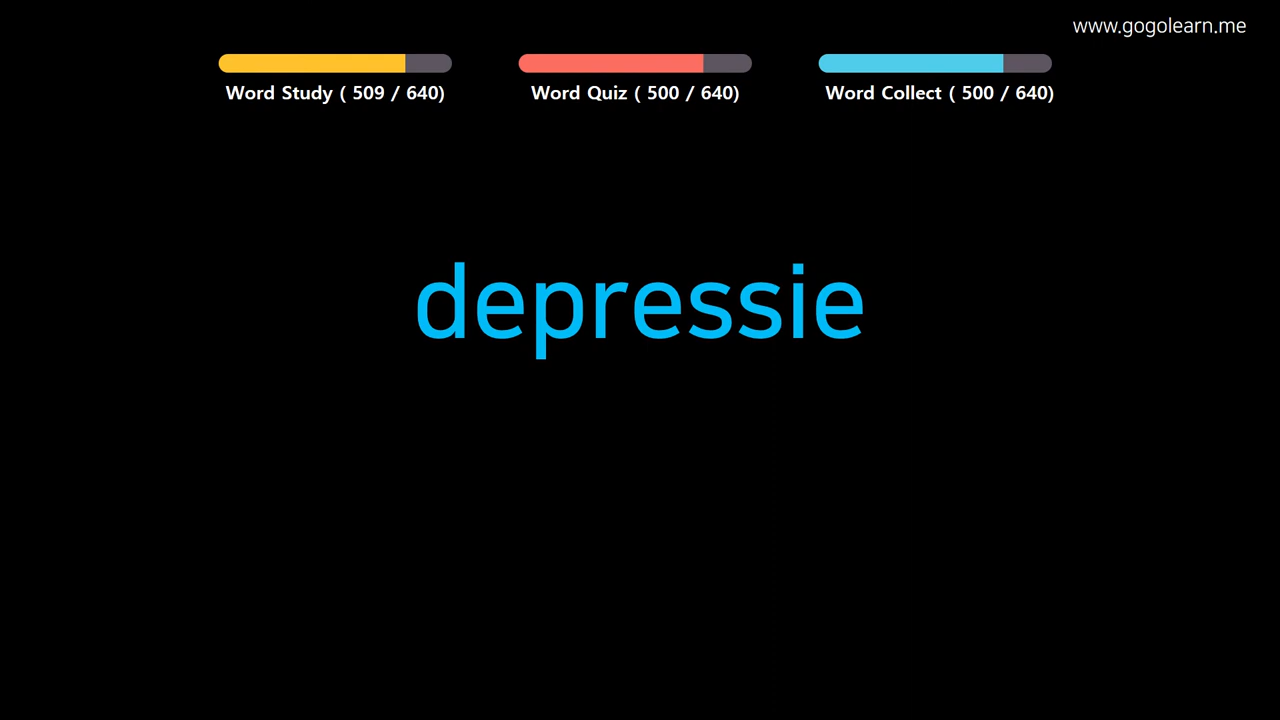 www.gogolearn.me
Word Study ( 509 / 640)
Word Quiz ( 500 / 640)
Word Collect ( 500 / 640)
depressie